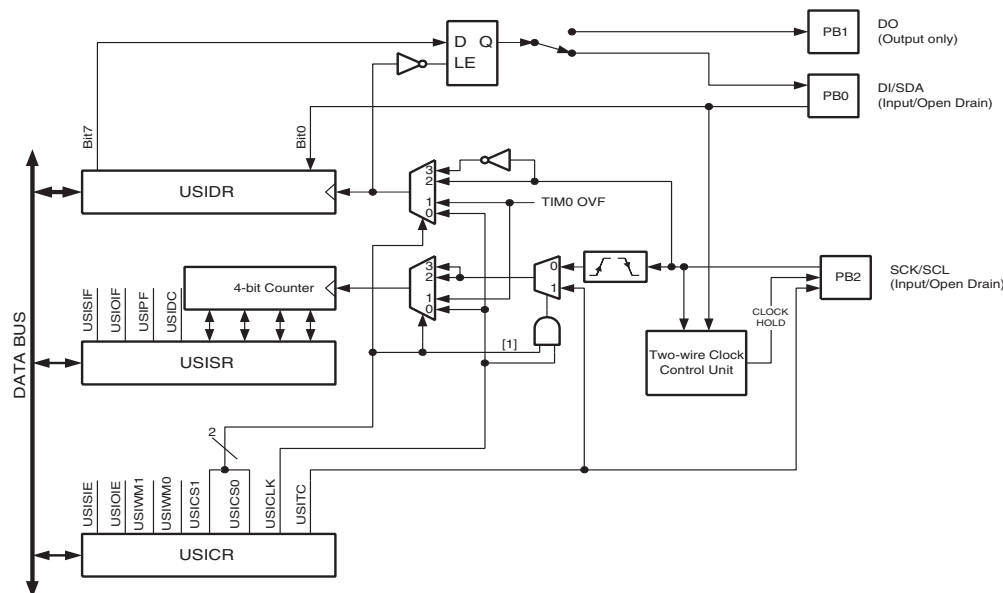 DO
(Output only)
PB1
D Q
LE
DI/SDA
(Input/Open Drain)
PB0
Bit7
Bit0
USIDR
3
2
1
0
TIM0 OVF
DATA BUS
4-bit Counter
3
2
1
0
0
1
SCK/SCL
(Input/Open Drain)
PB2
CLOCK
HOLD
USISIF
USIOIF
USIPF
USIDC
[1]
Two-wire Clock
Control Unit
USISR
2
USISIE
USIOIE
USIWM1
USIWM0
USICS1
USICS0
USICLK
USITC
USICR